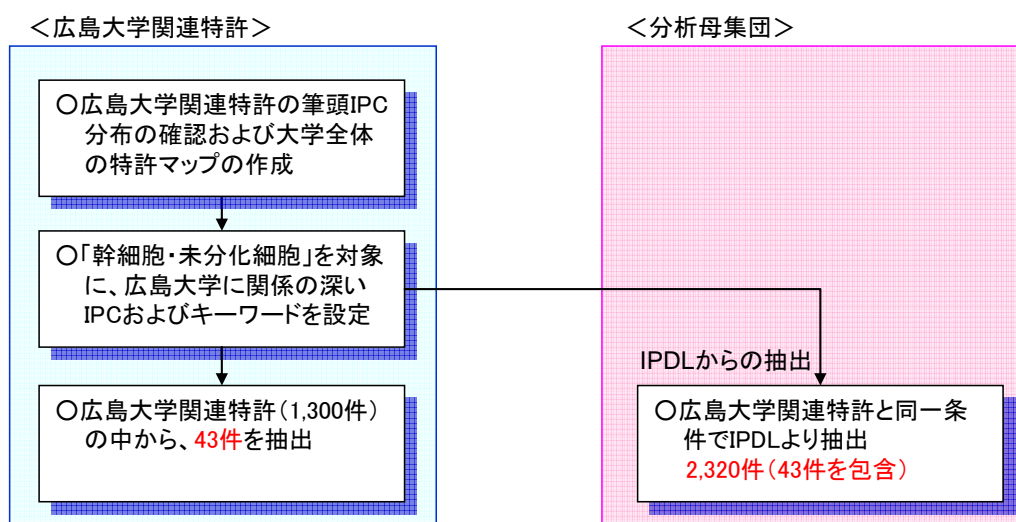 ＜広島大学関連特許＞
＜分析母集団＞
○広島大学関連特許の筆頭IPC
分布の確認および大学全体
の特許マップの作成
○「幹細胞・未分化細胞」を対象
に、広島大学に関係の深い
IPCおよびキーワードを設定
○広島大学関連特許（1,300件）
の中から、43件を抽出
IPDLからの抽出
○広島大学関連特許と同一条
件でIPDLより抽出
2,320件（43件を包含）